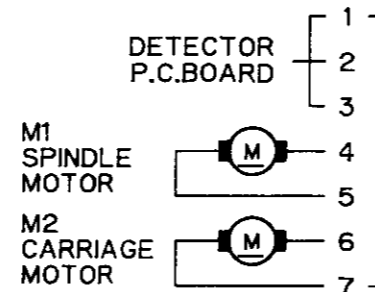 1
DETECTOR
P.C.BOARD
2
3
M1
SPINDLE
MOTOR
M
4
5
M2
CARRIAGE
MOTOR
M
6
7